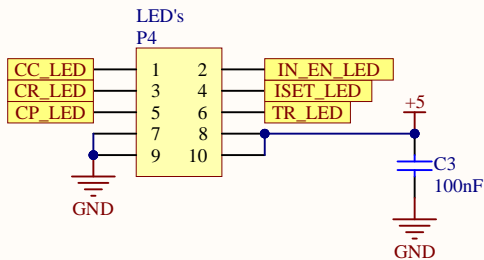 LED's
P4
CC_LED 1 2 IN_EN_LED
CR_LED 3 4 ISET_LED
CP_LED 5 6 TR_LED
7 8
9 10
+5
C3
100nF
GND
GND